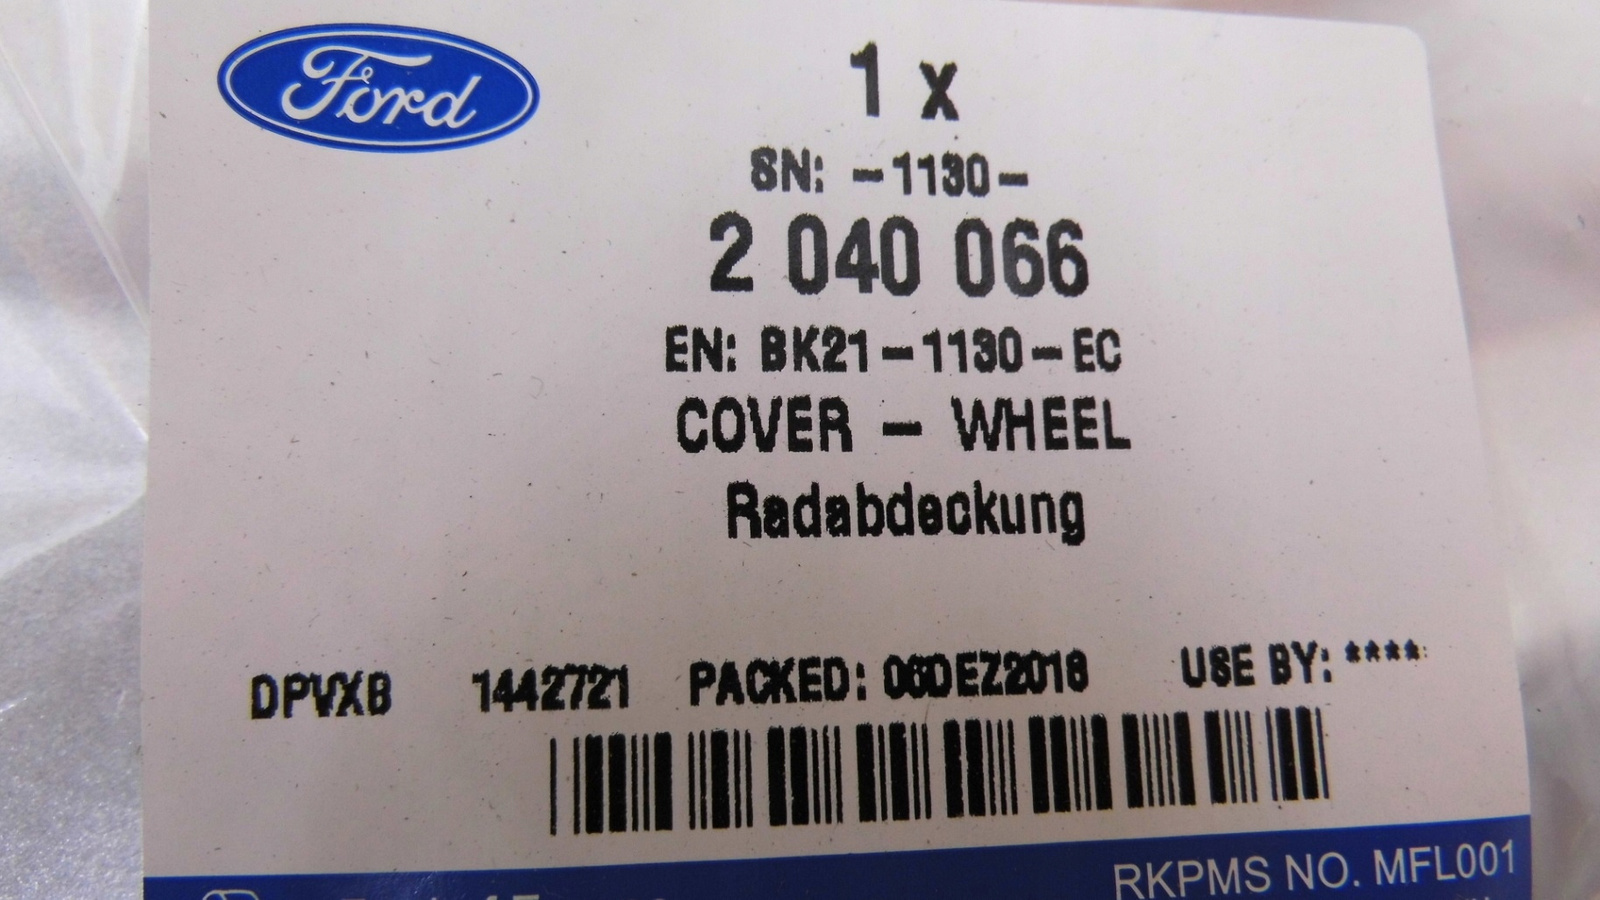 Ford
1 x
SN: -1130-
2 040 066
EN: BK21-1130-EC
COVER - WHEEL
Radabdeckung
DPVXB 1442721 PACKED: 06DEZ2018 USE BY: ****
RKPMS NO. MFL001